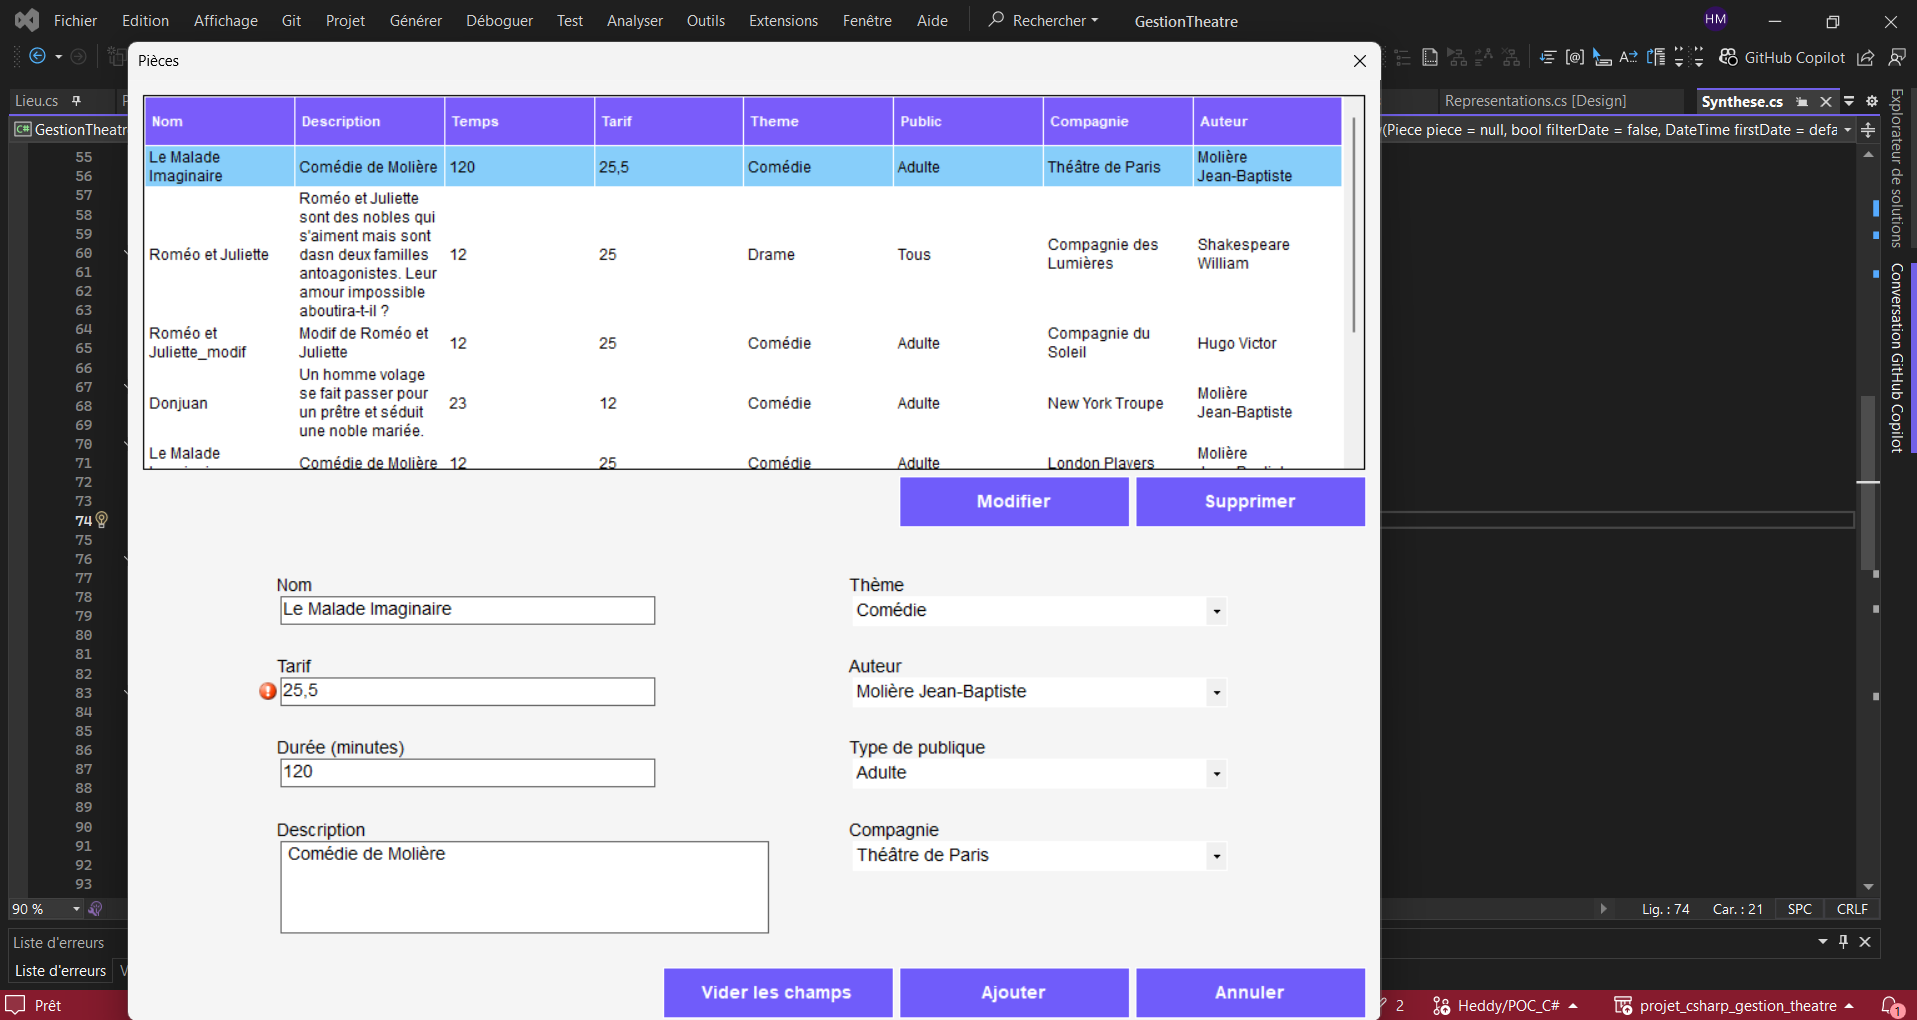 Fichier Edition Affichage Git Projet Générer Déboguer Test Analyser Outils Extensions Fenêtre Aide Rechercher GestionTheatre HM
GitHub Copilot
Pièces
Lieu.cs
Representations.cs [Design] Synthese.cs
GestionTheatr
(Piece piece = null, bool filterDate = false, DateTime firstDate = defa
Nom Description Temps Tarif Theme Public Compagnie Auteur
Le Malade
Imaginaire
Comédie de Molière
120
25,5
Comédie
Adulte
Théâtre de Paris
Molière
Jean-Baptiste
Roméo et Juliette
Roméo et Juliette
sont des nobles qui
s'aiment mais sont
dasn deux familles
antoagonistes. Leur
amour impossible
aboutira-t-il ?
12
25
Drame
Tous
Compagnie des
Lumières
Shakespeare
William
Roméo et
Juliette_modif
Modif de Roméo et
Juliette
12
25
Comédie
Adulte
Compagnie du
Soleil
Hugo Victor
Donjuan
Un homme volage
se fait passer pour
un prêtre et séduit
une noble mariée.
23
12
Comédie
Adulte
New York Troupe
Molière
Jean-Baptiste
Le Malade
Comédie de Molière
12
25
Comédie
Adulte
London Players
Molière
Modifier
Supprimer
Nom
Le Malade Imaginaire
Thème
Comédie
Tarif
25,5
Auteur
Molière Jean-Baptiste
Durée (minutes)
120
Type de publique
Adulte
Description
Comédie de Molière
Compagnie
Théâtre de Paris
Vider les champs
Ajouter
Annuler
55
56
57
58
59
60
61
62
63
64
65
66
67
68
69
70
71
72
73
74
75
76
77
78
79
80
81
82
83
84
85
86
87
88
89
90
91
92
93
Explorateur de solutions
Conversation GitHub Copilot
90 %
Lig. : 74 Car. : 21 SPC CRLF
Liste d'erreurs
Liste d'erreurs
Prêt
2 Heddy/POC_C# projet_csharp_gestion_theatre 1